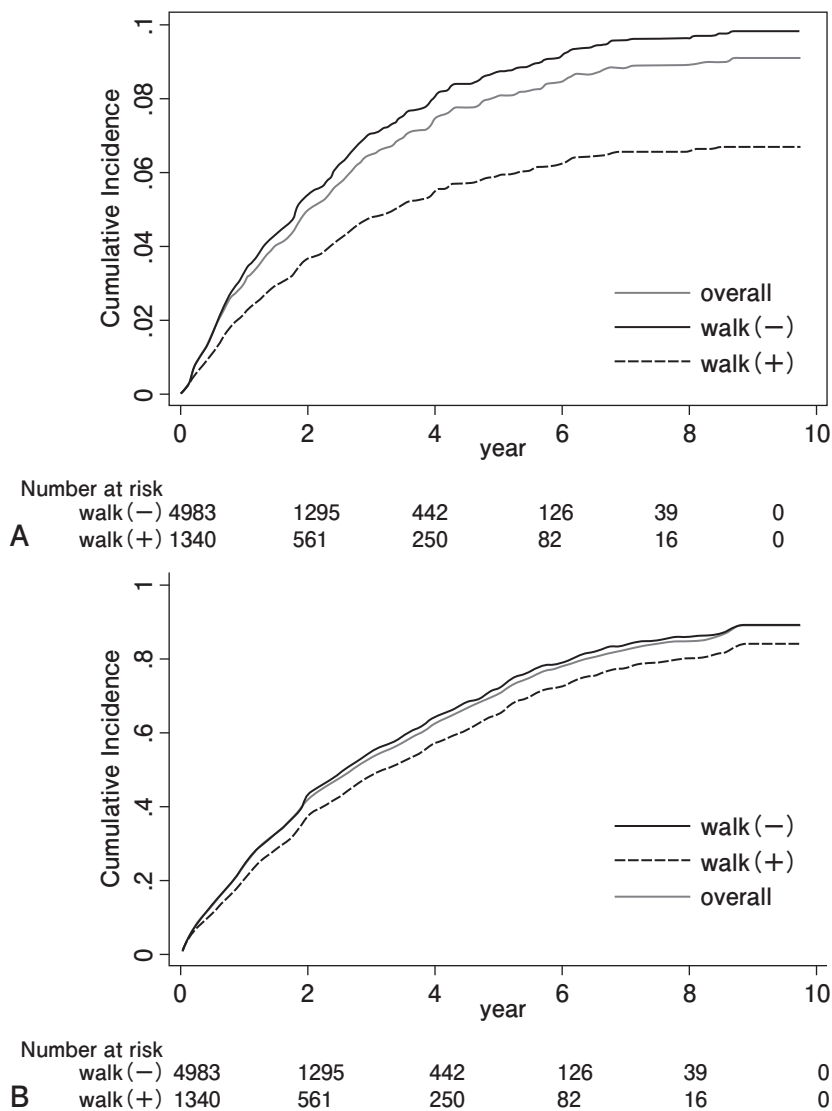 .1
.08
.06
.04
.02
0
Cumulative Incidence
overall
walk(−)
walk(+)
0 2 4 6 8 10
year
Number at risk
walk(−) 4983 1295 442 126 39 0
walk(+) 1340 561 250 82 16 0
A
1
.8
.6
.4
.2
0
Cumulative Incidence
walk(−)
walk(+)
overall
0 2 4 6 8 10
year
Number at risk
walk(−) 4983 1295 442 126 39 0
walk(+) 1340 561 250 82 16 0
B